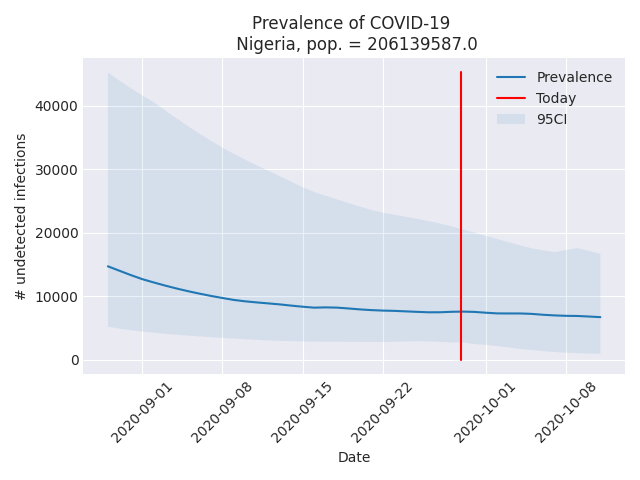 Prevalence of COVID-19
Nigeria, pop. = 206139587.0
Prevalence
Today
95CI
# undetected infections
40000
30000
20000
10000
0
2020-09-01
2020-09-08
2020-09-15
2020-09-22
2020-10-01
2020-10-08
Date